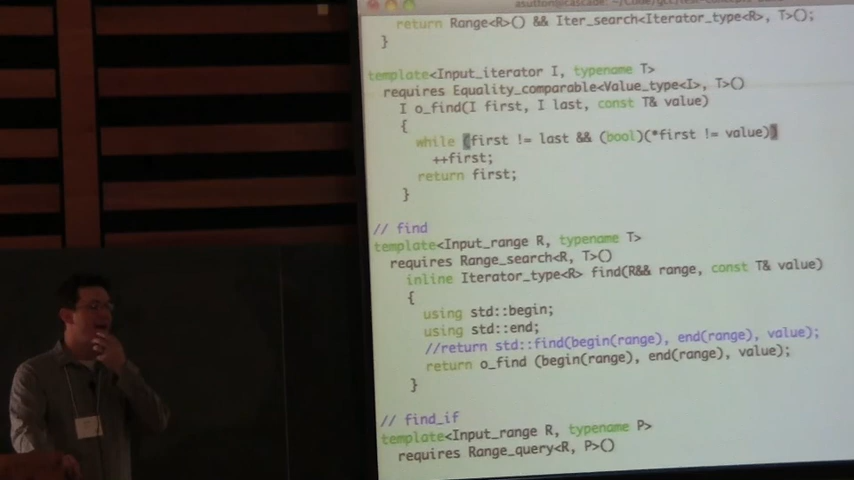 return Range<R>() && Iter_search<Iterator_type<R>, T>();
}
template<Input_iterator I, typename T>
requires Equality_comparable<Value_type<I>, T>()
I o_find(I first, I last, const T& value)
{
while (first != last && (bool)(*first != value))
++first;
return first;
}
// find
template<Input_range R, typename T>
requires Range_search<R, T>()
inline Iterator_type<R> find(R&& range, const T& value)
{
using std::begin;
using std::end;
//return std::find(begin(range), end(range), value);
return o_find (begin(range), end(range), value);
}
// find_if
template<Input_range R, typename P>
requires Range_query<R, P>()